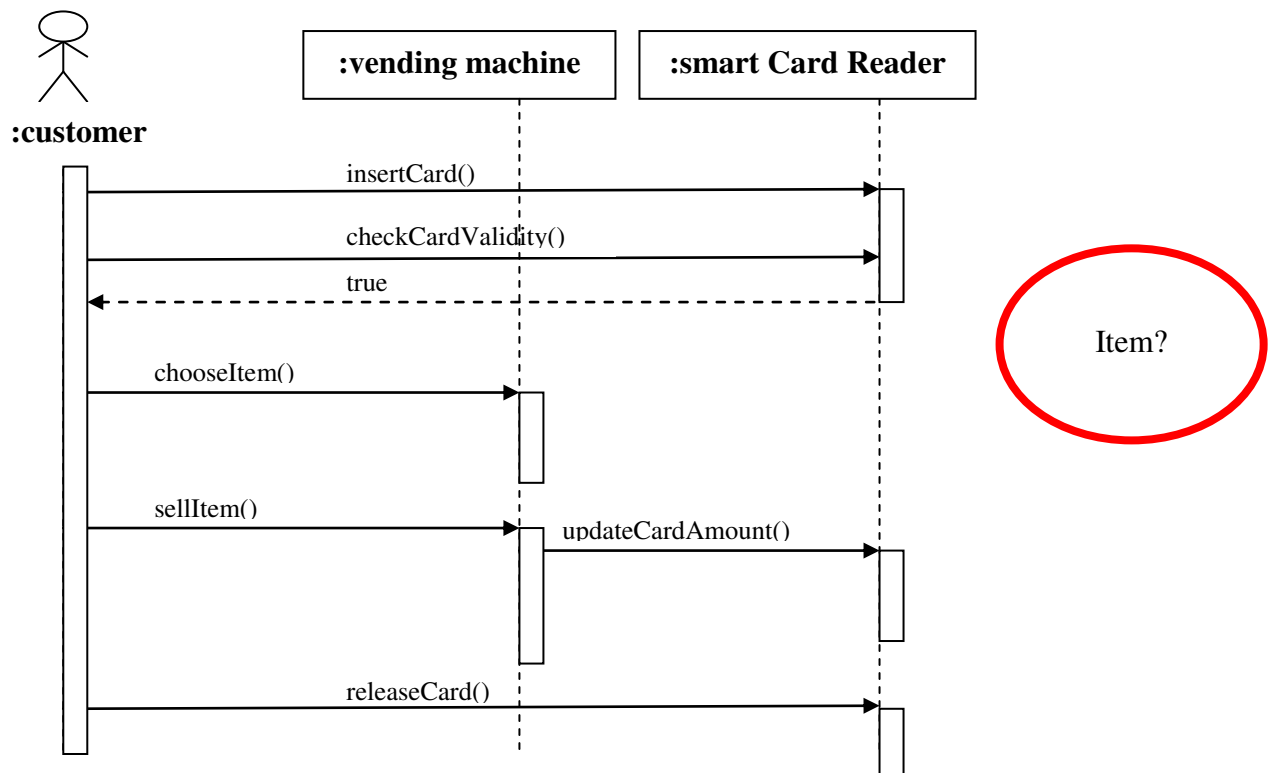 :vending machine
:smart Card Reader
:customer
insertCard()
checkCardValidity()
true
Item?
chooseItem()
sellItem()
updateCardAmount()
releaseCard()